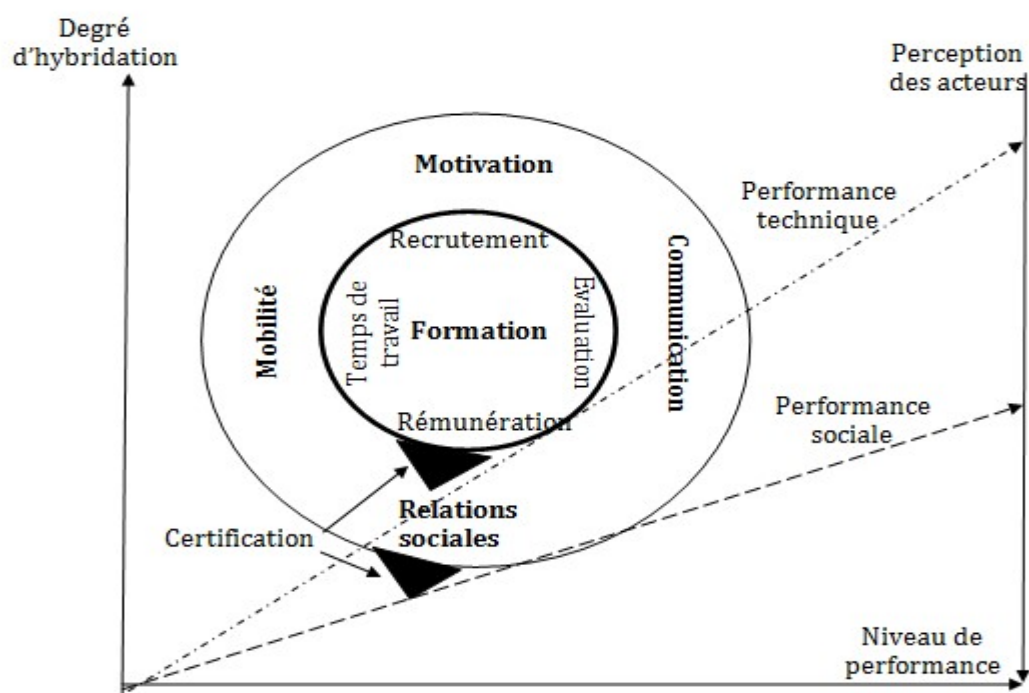 Degré
d'hybridation
Perception
des acteurs
Motivation
Performance
technique
Recrutement
Mobilité
Temps de
travail
Formation
Evaluation
Communication
Rémunération
Performance
sociale
Relations
sociales
Certification
Niveau de
performance